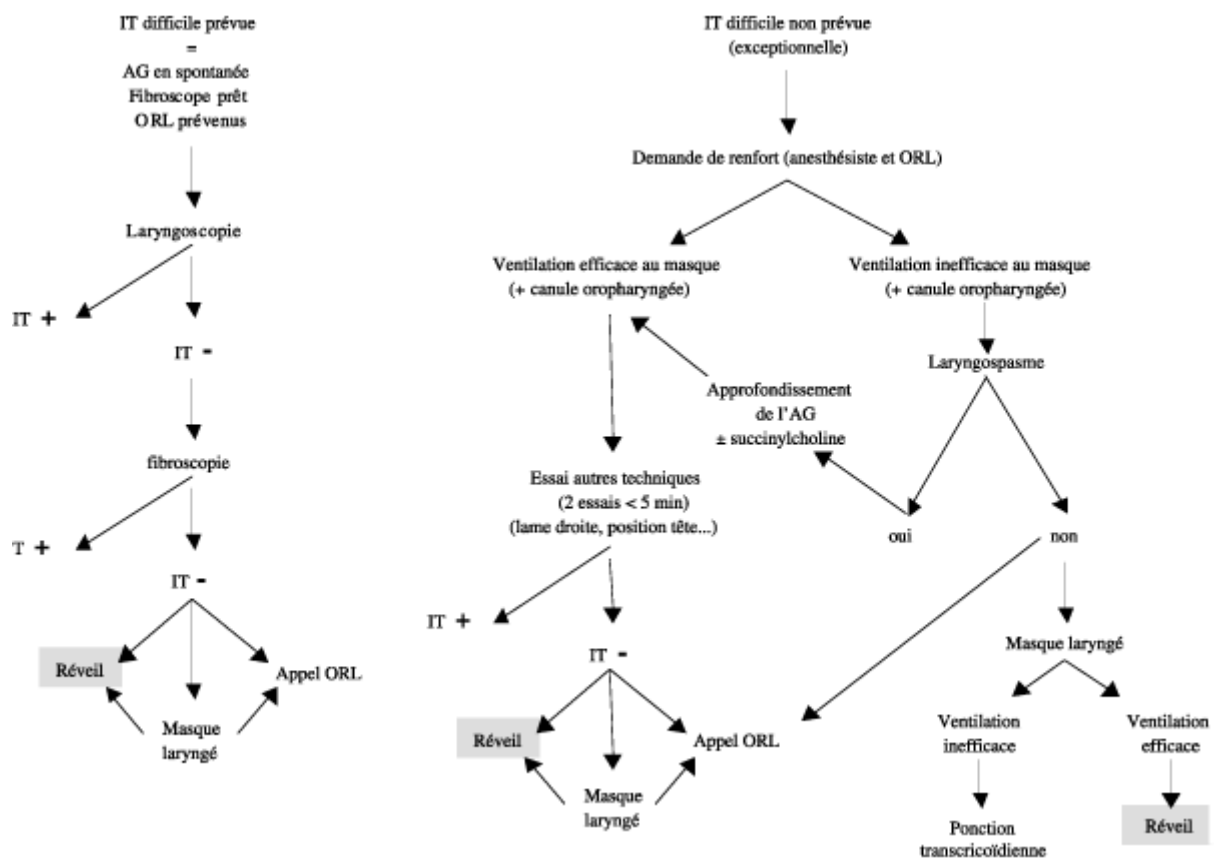 IT difficile prévue
=
AG en spontanée
Fibroscope prêt
ORL prévenus
Laryngoscopie
IT +
IT -
fibroscopie
T +
IT -
Réveil
Appel ORL
Masque
laryngé
IT difficile non prévue
(exceptionnelle)
Demande de renfort (anesthésiste et ORL)
Ventilation efficace au masque
(+ canule oropharyngée)
Ventilation inefficace au masque
(+ canule oropharyngée)
Laryngospasme
Approfondissement
de l'AG
± succinylcholine
Essai autres techniques
(2 essais < 5 min)
(lame droite, position tête...)
oui
non
IT +
IT -
Réveil
Appel ORL
Masque
laryngé
Masque laryngé
Ventilation
inefficace
Ventilation
efficace
Ponction
transcricoïdienne
Réveil